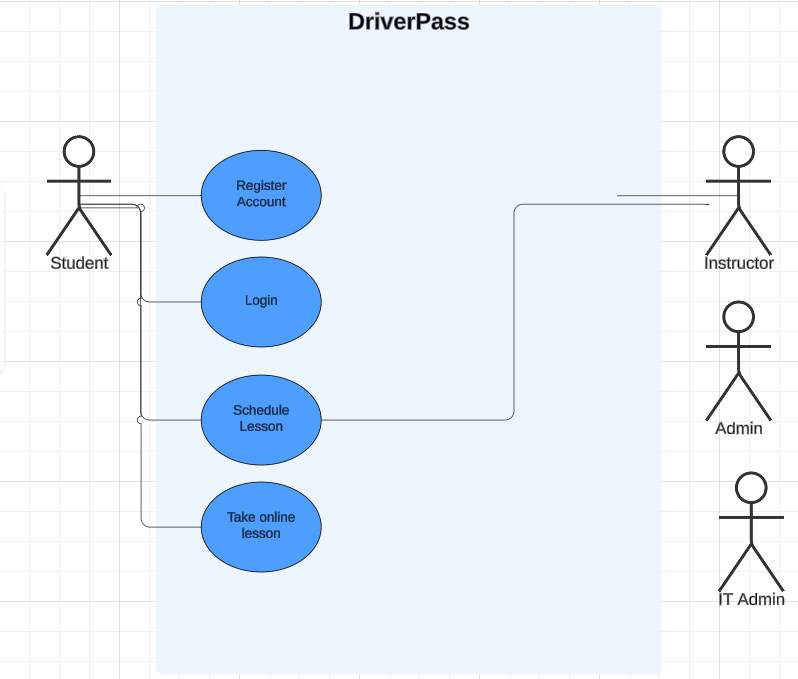 DriverPass
Register
Account
Student
Instructor
Login
Schedule
Lesson
Admin
Take online
lesson
IT Admin